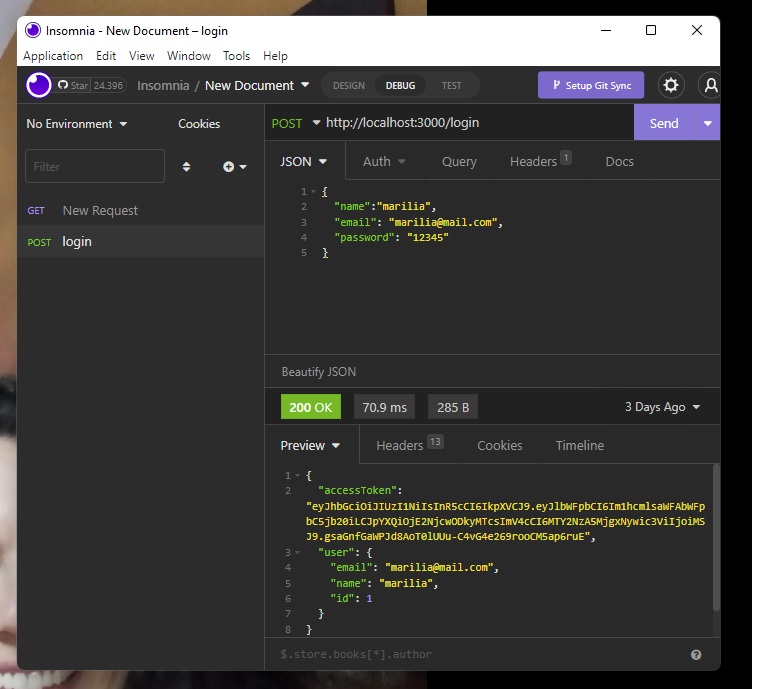 Insomnia - New Document – login
Application Edit View Window Tools Help
Star 24.396 Insomnia / New Document DESIGN DEBUG TEST Setup Git Sync
No Environment Cookies
POST http://localhost:3000/login Send
JSON Auth Query Headers 1 Docs
Filter
GET New Request
POST login
1 {
2 "name":"marilia",
3 "email": "marilia@mail.com",
4 "password": "12345"
5 }
Beautify JSON
200 OK 70.9 ms 285 B 3 Days Ago
Preview Headers 13 Cookies Timeline
1 {
2 "accessToken":
"eyJhbGciOiJIUzI1NiIsInR5cCI6IkpXVCJ9.eyJlbWFpbCI6Im1hcmlsaWFAbWFp
bC5jb20iLCJpYXQiOjE2NjcwODkyMTcsImV4cCI6MTY2NzA5MjgxNywic3ViIjoiMS
J9.gsaGnfGaWPJd8AoT0lUUu-C4vG4e269rooCM5ap6ruE",
3 "user": {
4 "email": "marilia@mail.com",
5 "name": "marilia",
6 "id": 1
7 }
8 }
$.store.books[*].author